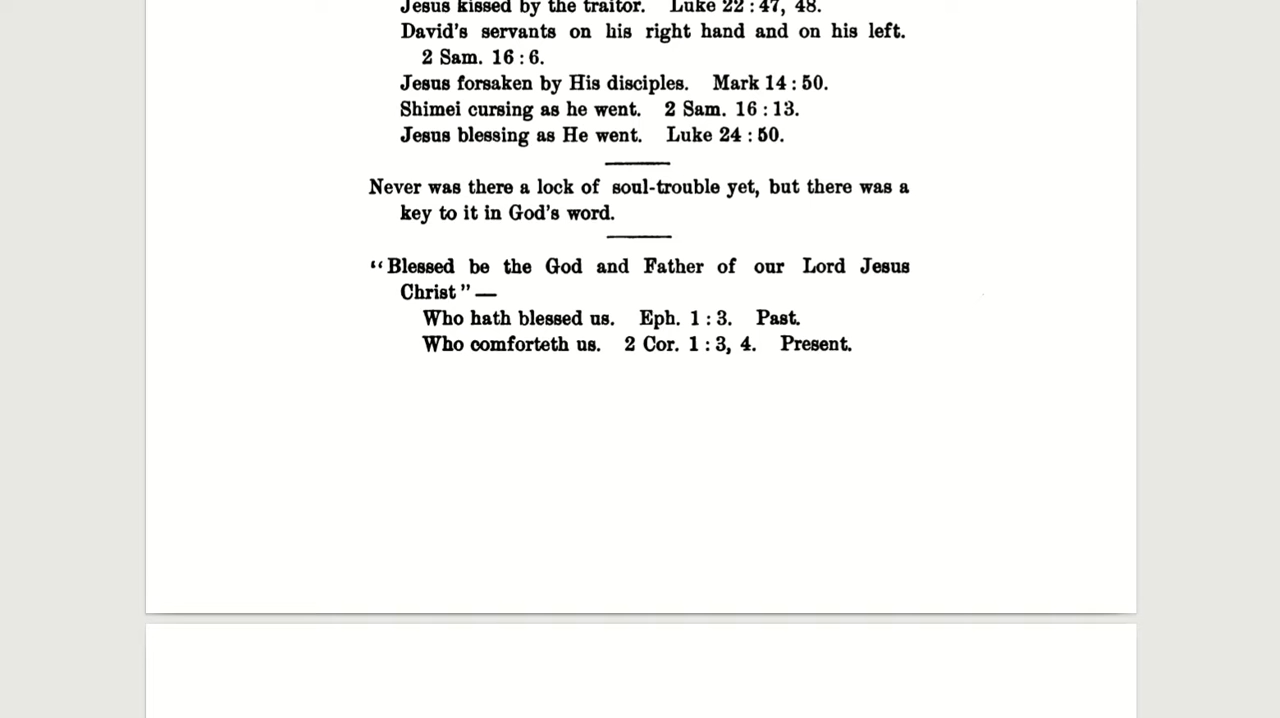 Jesus kissed by the traitor. Luke 22 : 47, 48.
David's servants on his right hand and on his left.
2 Sam. 16 : 6.
Jesus forsaken by His disciples. Mark 14 : 50.
Shimei cursing as he went. 2 Sam. 16 : 13.
Jesus blessing as He went. Luke 24 : 50.
Never was there a lock of soul-trouble yet, but there was a
key to it in God's word.
“Blessed be the God and Father of our Lord Jesus
Christ” —
Who hath blessed us. Eph. 1 : 3. Past.
Who comforteth us. 2 Cor. 1 : 3, 4. Present.